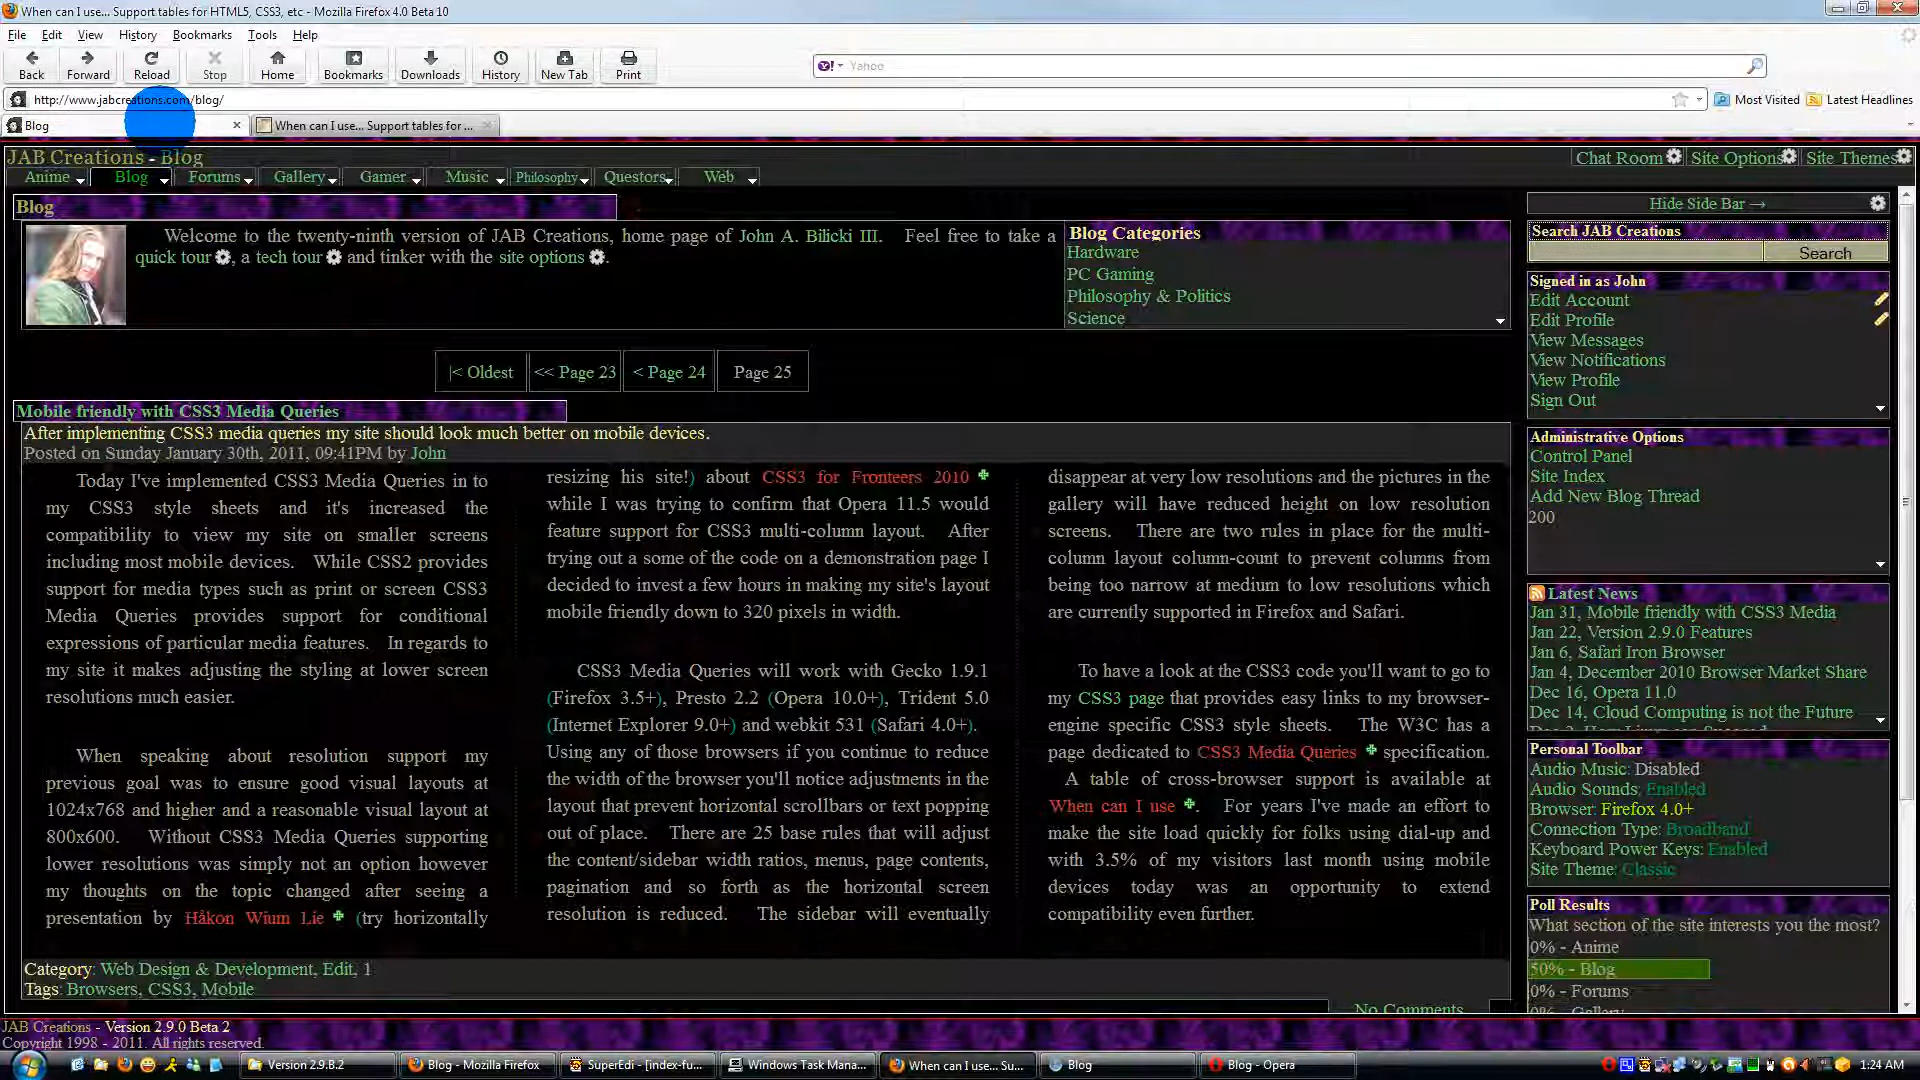 When can I use... Support tables for HTML5, CSS3, etc - Mozilla Firefox 4.0 Beta 10
File Edit View History Bookmarks Tools Help
Back Forward Reload Stop Home Bookmarks Downloads History New Tab Print
Yahoo
http://www.jabcreations.com/blog/
Most Visited Latest Headlines
Blog
When can I use... Support tables for ...
JAB Creations - Blog
Chat Room Site Options Site Themes
Anime Blog Forums Gallery Gamer Music Philosophy Questors Web
Blog
Welcome to the twenty-ninth version of JAB Creations, home page of John A. Bilicki III. Feel free to take a
quick tour, a tech tour and tinker with the site options.
Blog Categories
Hardware
PC Gaming
Philosophy & Politics
Science
|< Oldest << Page 23 < Page 24 Page 25
Mobile friendly with CSS3 Media Queries
After implementing CSS3 media queries my site should look much better on mobile devices.
Posted on Sunday January 30th, 2011, 09:41PM by John
Today I've implemented CSS3 Media Queries in to
my CSS3 style sheets and it's increased the
compatibility to view my site on smaller screens
including most mobile devices. While CSS2 provides
support for media types such as print or screen CSS3
Media Queries provides support for conditional
expressions of particular media features. In regards to
my site it makes adjusting the styling at lower screen
resolutions much easier.
When speaking about resolution support my
previous goal was to ensure good visual layouts at
1024x768 and higher and a reasonable visual layout at
800x600. Without CSS3 Media Queries supporting
lower resolutions was simply not an option however
my thoughts on the topic changed after seeing a
presentation by Håkon Wium Lie (try horizontally
resizing his site!) about CSS3 for Fronteers 2010
while I was trying to confirm that Opera 11.5 would
feature support for CSS3 multi-column layout. After
trying out a some of the code on a demonstration page I
decided to invest a few hours in making my site's layout
mobile friendly down to 320 pixels in width.
CSS3 Media Queries will work with Gecko 1.9.1
(Firefox 3.5+), Presto 2.2 (Opera 10.0+), Trident 5.0
(Internet Explorer 9.0+) and webkit 531 (Safari 4.0+).
Using any of those browsers if you continue to reduce
the width of the browser you'll notice adjustments in the
layout that prevent horizontal scrollbars or text popping
out of place. There are 25 base rules that will adjust
the content/sidebar width ratios, menus, page contents,
pagination and so forth as the horizontal screen
resolution is reduced. The sidebar will eventually
disappear at very low resolutions and the pictures in the
gallery will have reduced height on low resolution
screens. There are two rules in place for the multi-
column layout column-count to prevent columns from
being too narrow at medium to low resolutions which
are currently supported in Firefox and Safari.
To have a look at the CSS3 code you'll want to go to
my CSS3 page that provides easy links to my browser-
engine specific CSS3 style sheets. The W3C has a
page dedicated to CSS3 Media Queries specification.
A table of cross-browser support is available at
When can I use. For years I've made an effort to
make the site load quickly for folks using dial-up and
with 3.5% of my visitors last month using mobile
devices today was an opportunity to extend
compatibility even further.
Category: Web Design & Development, Edit, 1
Tags: Browsers, CSS3, Mobile
No Comments
Hide Side Bar →
Search JAB Creations
Search
Signed in as John
Edit Account
Edit Profile
View Messages
View Notifications
View Profile
Sign Out
Administrative Options
Control Panel
Site Index
Add New Blog Thread
200
Latest News
Jan 31, Mobile friendly with CSS3 Media
Jan 22, Version 2.9.0 Features
Jan 6, Safari Iron Browser
Jan 4, December 2010 Browser Market Share
Dec 16, Opera 11.0
Dec 14, Cloud Computing is not the Future
Personal Toolbar
Audio Music: Disabled
Audio Sounds: Enabled
Browser: Firefox 4.0+
Connection Type: Broadband
Keyboard Power Keys: Enabled
Site Theme: Classic
Poll Results
What section of the site interests you the most?
0% - Anime
50% - Blog
0% - Forums
0% - Gallery
JAB Creations - Version 2.9.0 Beta 2
Copyright 1998 - 2011. All rights reserved.
Version 2.9.B.2
Blog - Mozilla Firefox
SuperEdi - [index-fu...
Windows Task Mana...
When can I use... Su...
Blog
Blog - Opera
1:24 AM